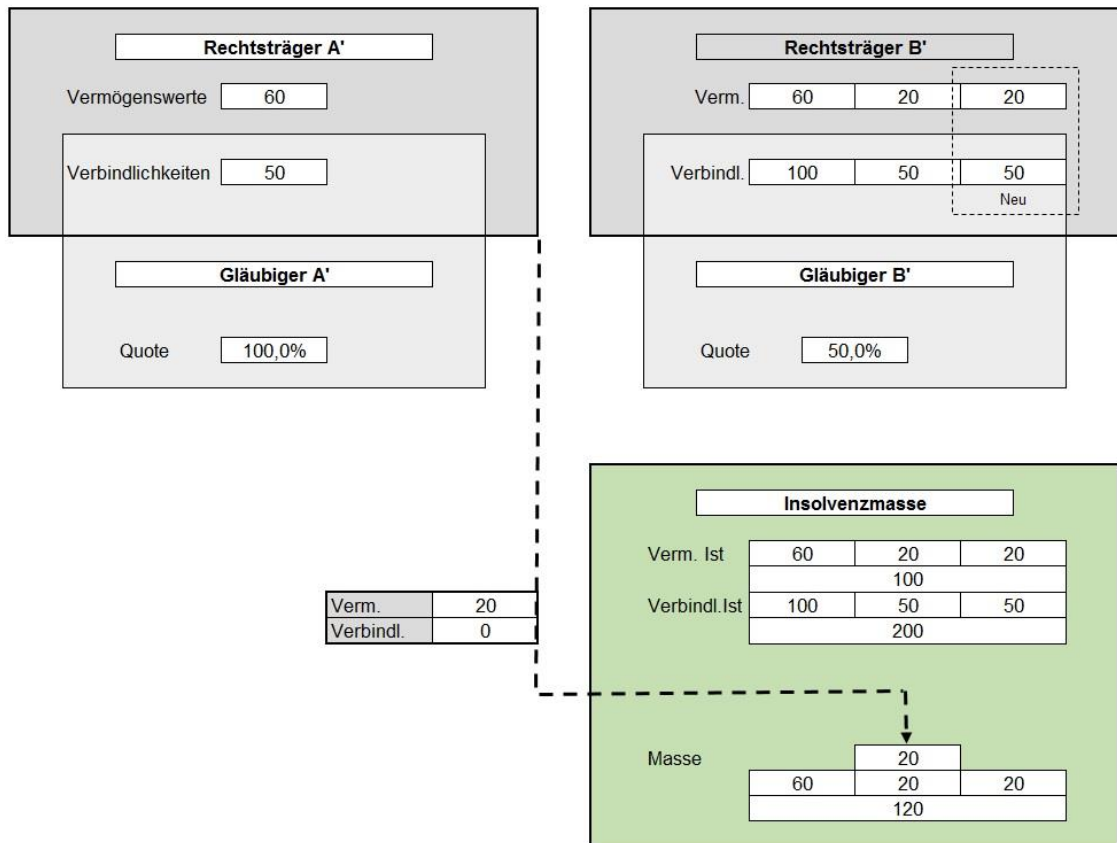 Rechtsträger A'
Vermögenswerte 60
Verbindlichkeiten 50
Gläubiger A'
Quote 100,0%
Rechtsträger B'
Verm. 60 20 20
Verbindl. 100 50 50
Neu
Gläubiger B'
Quote 50,0%
Verm. 20
Verbindl. 0
Insolvenzmasse
Verm. Ist 60 20 20
100
Verbindl.Ist 100 50 50
200
Masse 20
60 20 20
120